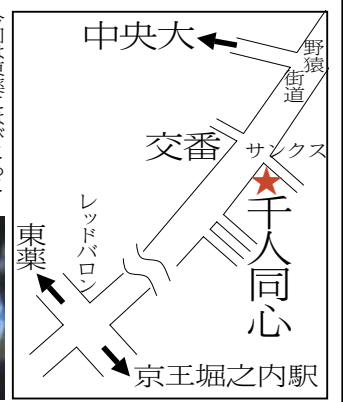 中央大
野猿
街道
交番
サンクス
千人同心
レッドバロン
東薬
京王堀之内駅